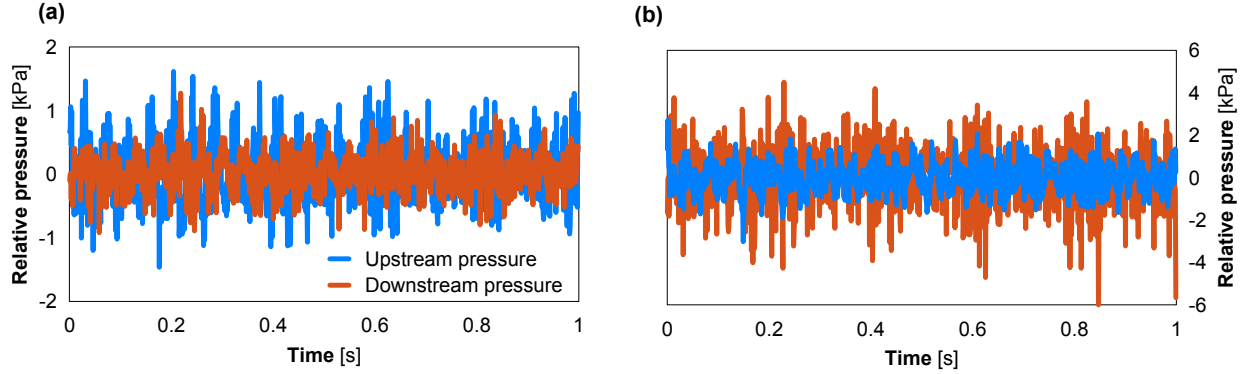 (a)
Relative pressure [kPa]
2
1
0
-1
-2
Upstream pressure
Downstream pressure
0 0.2 0.4 0.6 0.8 1
Time [s]
(b)
6
4
2
0
-2
-4
-6
Relative pressure [kPa]
0 0.2 0.4 0.6 0.8 1
Time [s]